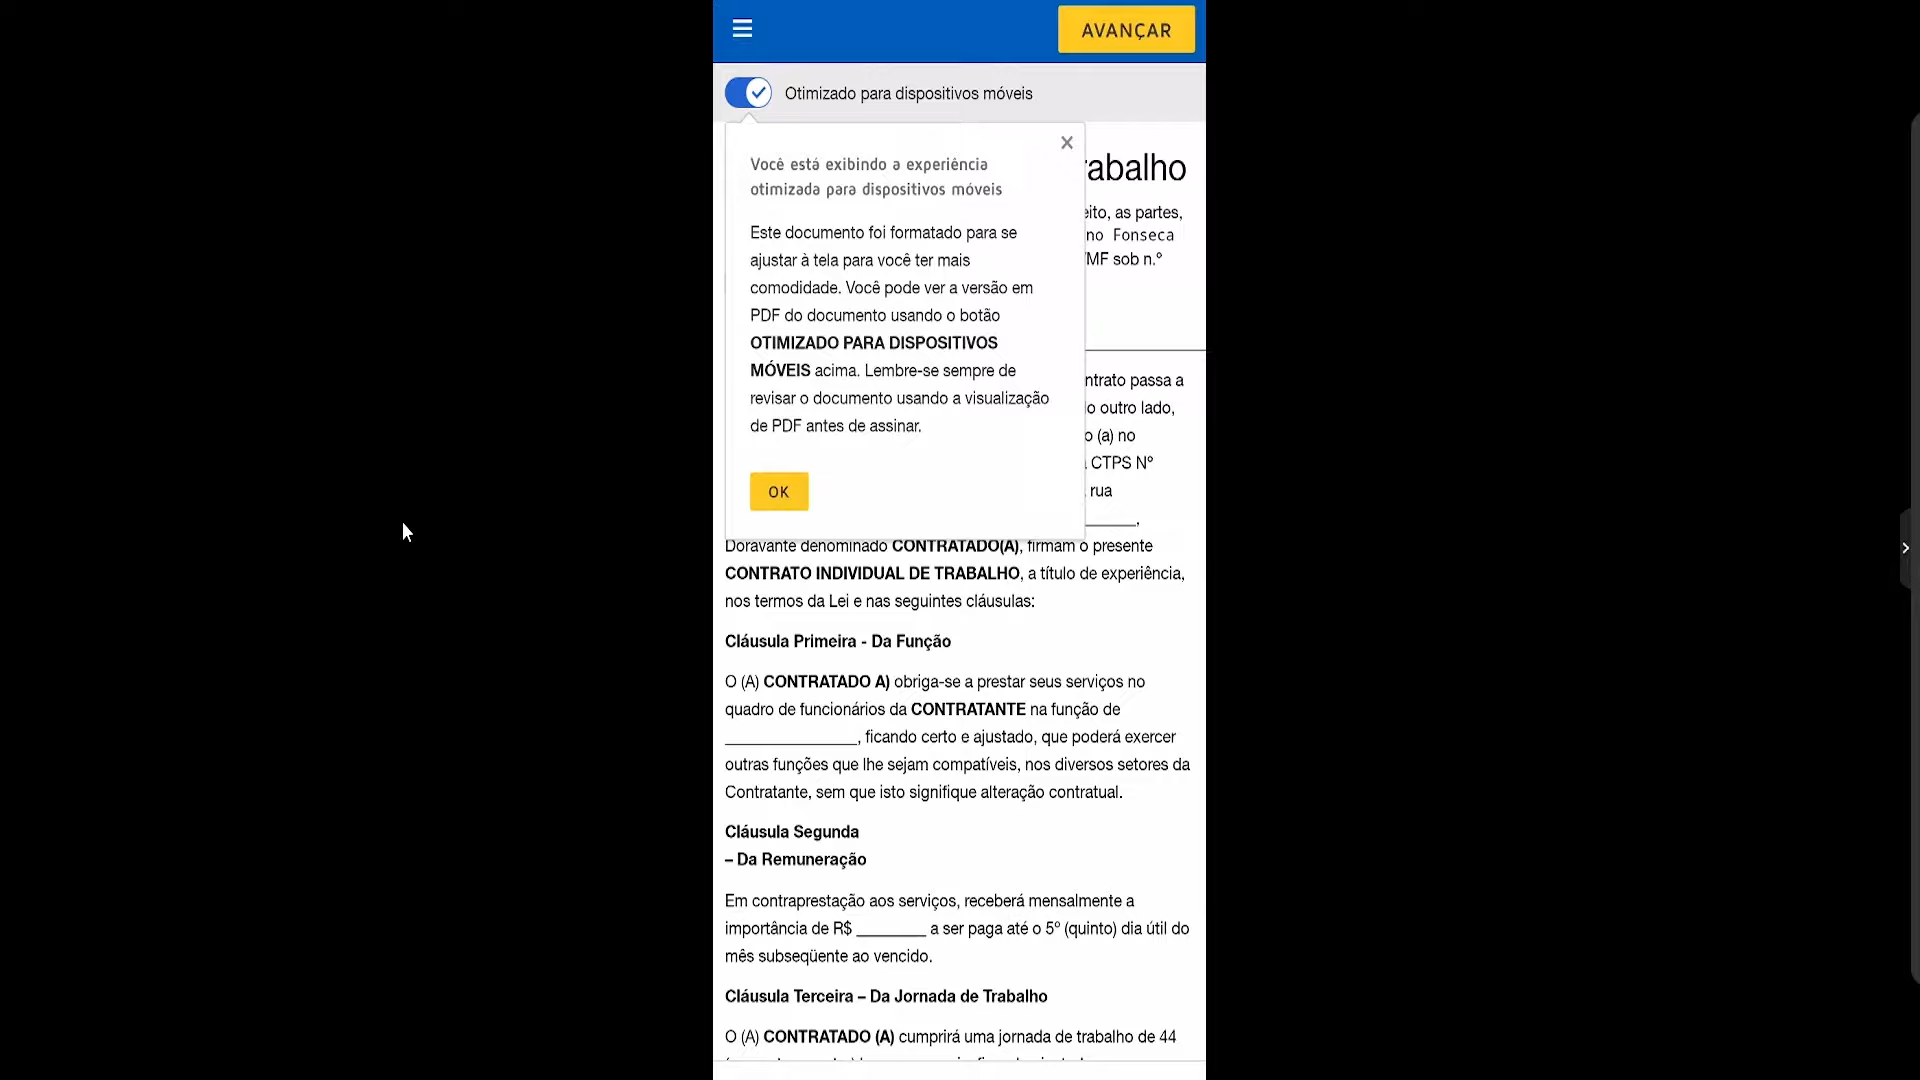 AVANÇAR
Otimizado para dispositivos móveis
Você está exibindo a experiência
otimizada para dispositivos móveis
Este documento foi formatado para se
ajustar à tela para você ter mais
comodidade. Você pode ver a versão em
PDF do documento usando o botão
OTIMIZADO PARA DISPOSITIVOS
MÓVEIS acima. Lembre-se sempre de
revisar o documento usando a visualização
de PDF antes de assinar.
OK
rabalho
eito, as partes,
no Fonseca
/MF sob n.º
ntrato passa a
o outro lado,
o (a) no
CTPS Nº
rua
________,
Doravante denominado CONTRATADO(A), firmam o presente
CONTRATO INDIVIDUAL DE TRABALHO, a título de experiência,
nos termos da Lei e nas seguintes cláusulas:
Cláusula Primeira - Da Função
O (A) CONTRATADO A) obriga-se a prestar seus serviços no
quadro de funcionários da CONTRATANTE na função de
_________________, ficando certo e ajustado, que poderá exercer
outras funções que lhe sejam compatíveis, nos diversos setores da
Contratante, sem que isto signifique alteração contratual.
Cláusula Segunda
– Da Remuneração
Em contraprestação aos serviços, receberá mensalmente a
importância de R$ _________ a ser paga até o 5º (quinto) dia útil do
mês subseqüente ao vencido.
Cláusula Terceira – Da Jornada de Trabalho
O (A) CONTRATADO (A) cumprirá uma jornada de trabalho de 44